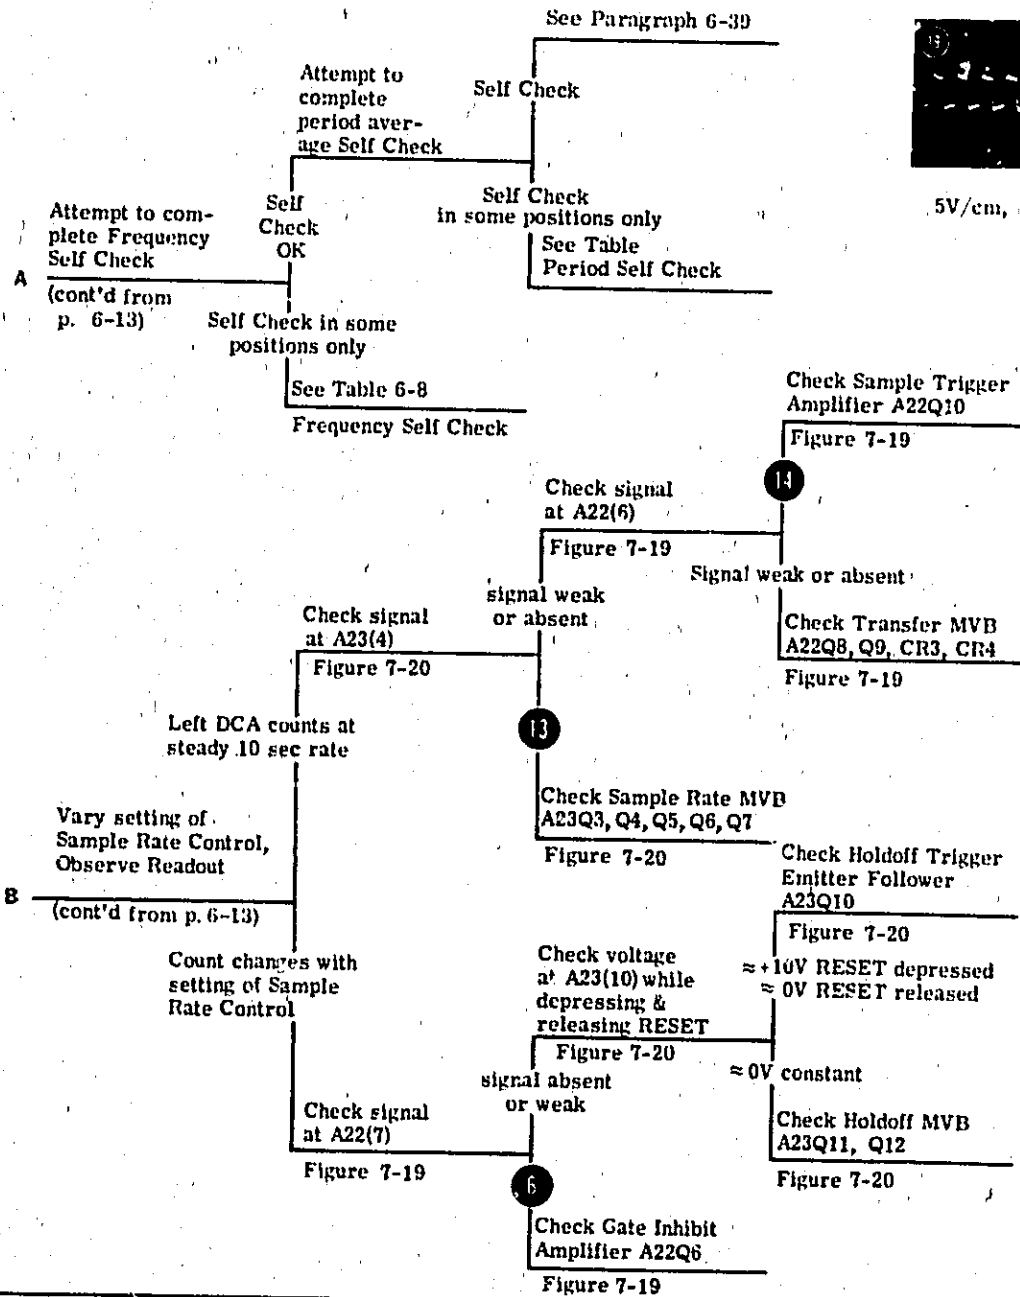 See Paragraph 6-39
Attempt to
complete
period aver-
age Self Check
Self Check
Self Check
in some positions only
See Table
Period Self Check
5V/cm,
Attempt to com-
plete Frequency
Self Check
A
(cont'd from
p. 6-13)
Self
Check
OK
Self Check in some
positions only
See Table 6-8
Frequency Self Check
Check Sample Trigger
Amplifier A22Q10
Figure 7-19
14
Check signal
at A22(6)
Figure 7-19
Signal weak or absent
signal weak
or absent
Check Transfer MVB
A22Q8, Q9, CR3, CR4
Figure 7-19
Check signal
at A23(4)
Figure 7-20
Left DCA counts at
steady .10 sec rate
13
Check Sample Rate MVB
A23Q3, Q4, Q5, Q6, Q7
Figure 7-20
Vary setting of
Sample Rate Control,
Observe Readout
B
(cont'd from p. 6-13)
Count changes with
setting of Sample
Rate Control
Check Holdoff Trigger
Emitter Follower
A23Q10
Figure 7-20
≈ +10V RESET depressed
≈ 0V RESET released
Check voltage
at A23(10) while
depressing &
releasing RESET
Figure 7-20
≈ 0V constant
signal absent
or weak
Check Holdoff MVB
A23Q11, Q12
Figure 7-20
Check signal
at A22(7)
Figure 7-19
6
Check Gate Inhibit
Amplifier A22Q6
Figure 7-19